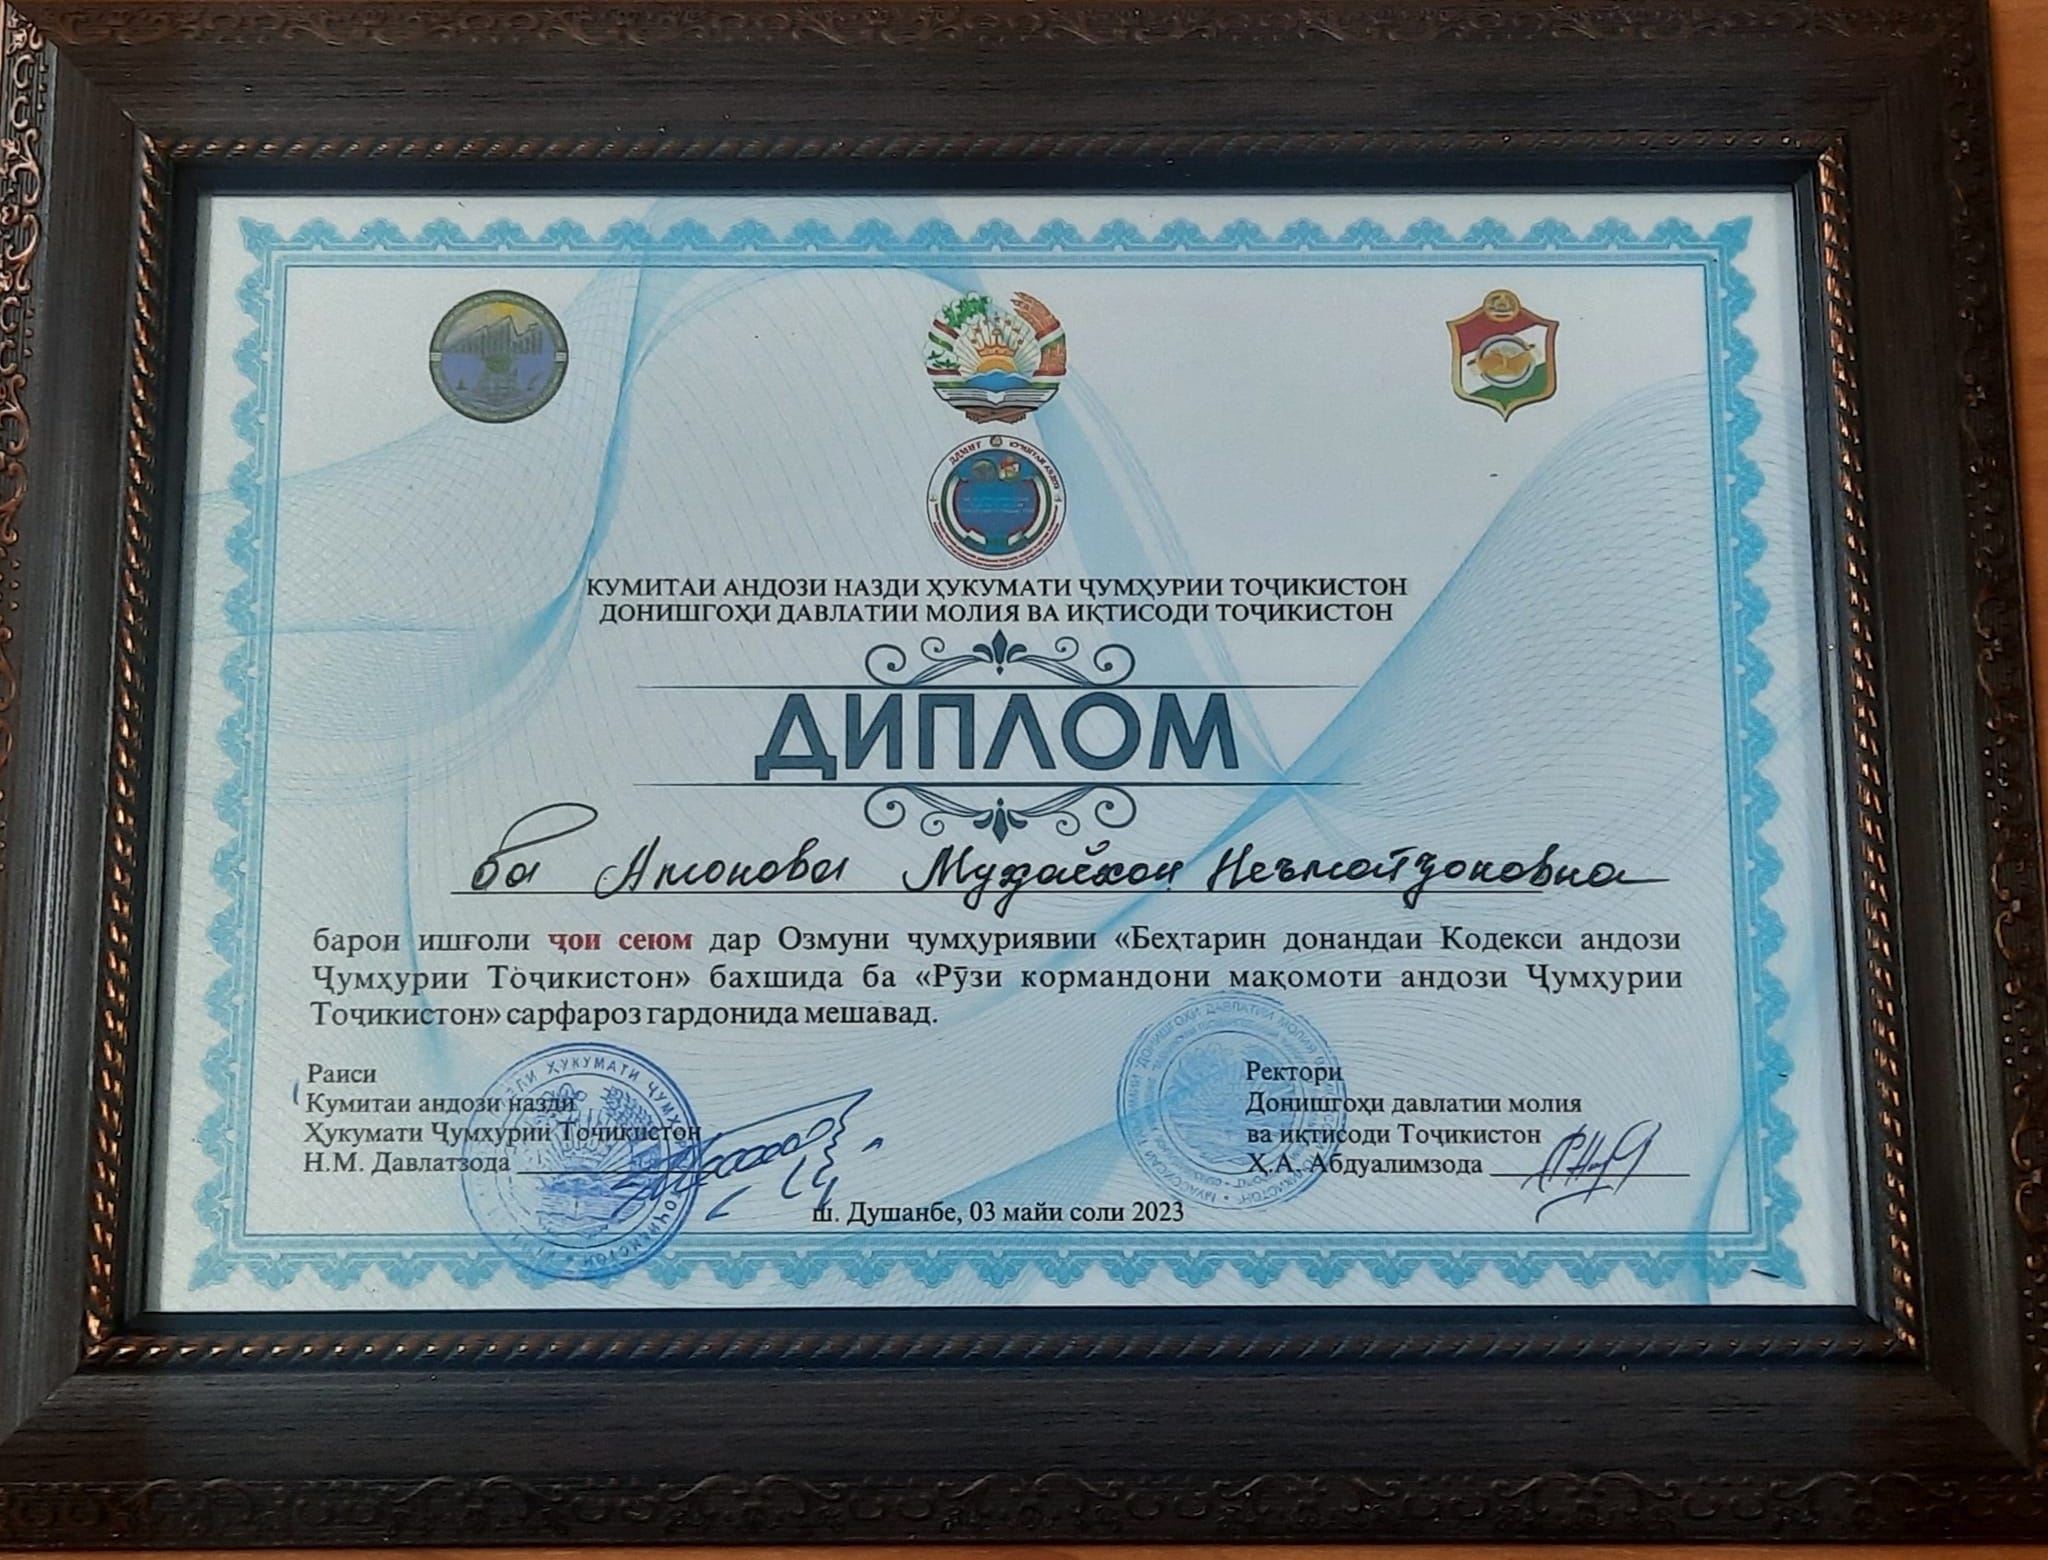 КУМИТАИ АНДОЗИ НАЗДИ ҲУКУМАТИ ҶУМҲУРИИ ТОҶИКИСТОН
ДОНИШГОҲИ ДАВЛАТИИ МОЛИЯ ВА ИҚТИСОДИ ТОҶИКИСТОН
ДИПЛОМ
ба Амонова Неъматҷоновна
барои ишғоли ҷои сеюм дар Озмуни ҷумҳуриявии «Беҳтарин донандаи Кодекси андози
Ҷумҳурии Тоҷикистон» бахшида ба «Рӯзи кормандони мақомоти андози Ҷумҳурии
Тоҷикистон» сарфароз гардонида мешавад.
Раиси
Кумитаи андози назди
Ҳукумати Ҷумҳурии Тоҷикистон
Н.М. Давлатзода
Ректори
Донишгоҳи давлатии молия
ва иқтисоди Тоҷикистон
Ҳ.А. Абдуалимзода
ш. Душанбе, 03 майи соли 2023